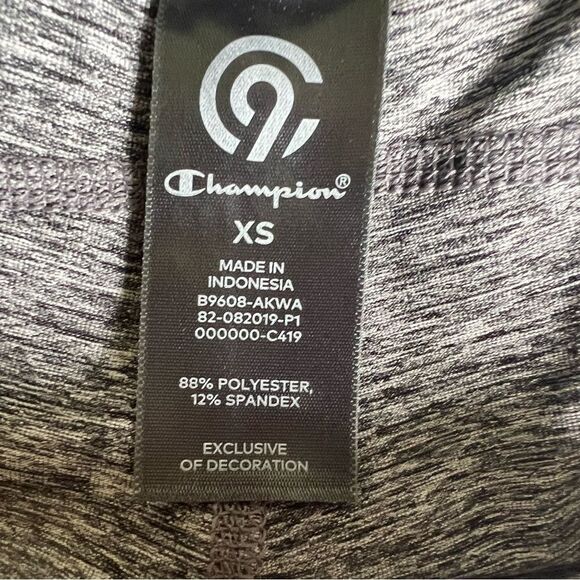 C9
Champion®
XS
MADE IN
INDONESIA
B9608-AKWA
82-082019-P1
000000-C419
88% POLYESTER,
12% SPANDEX
EXCLUSIVE
OF DECORATION